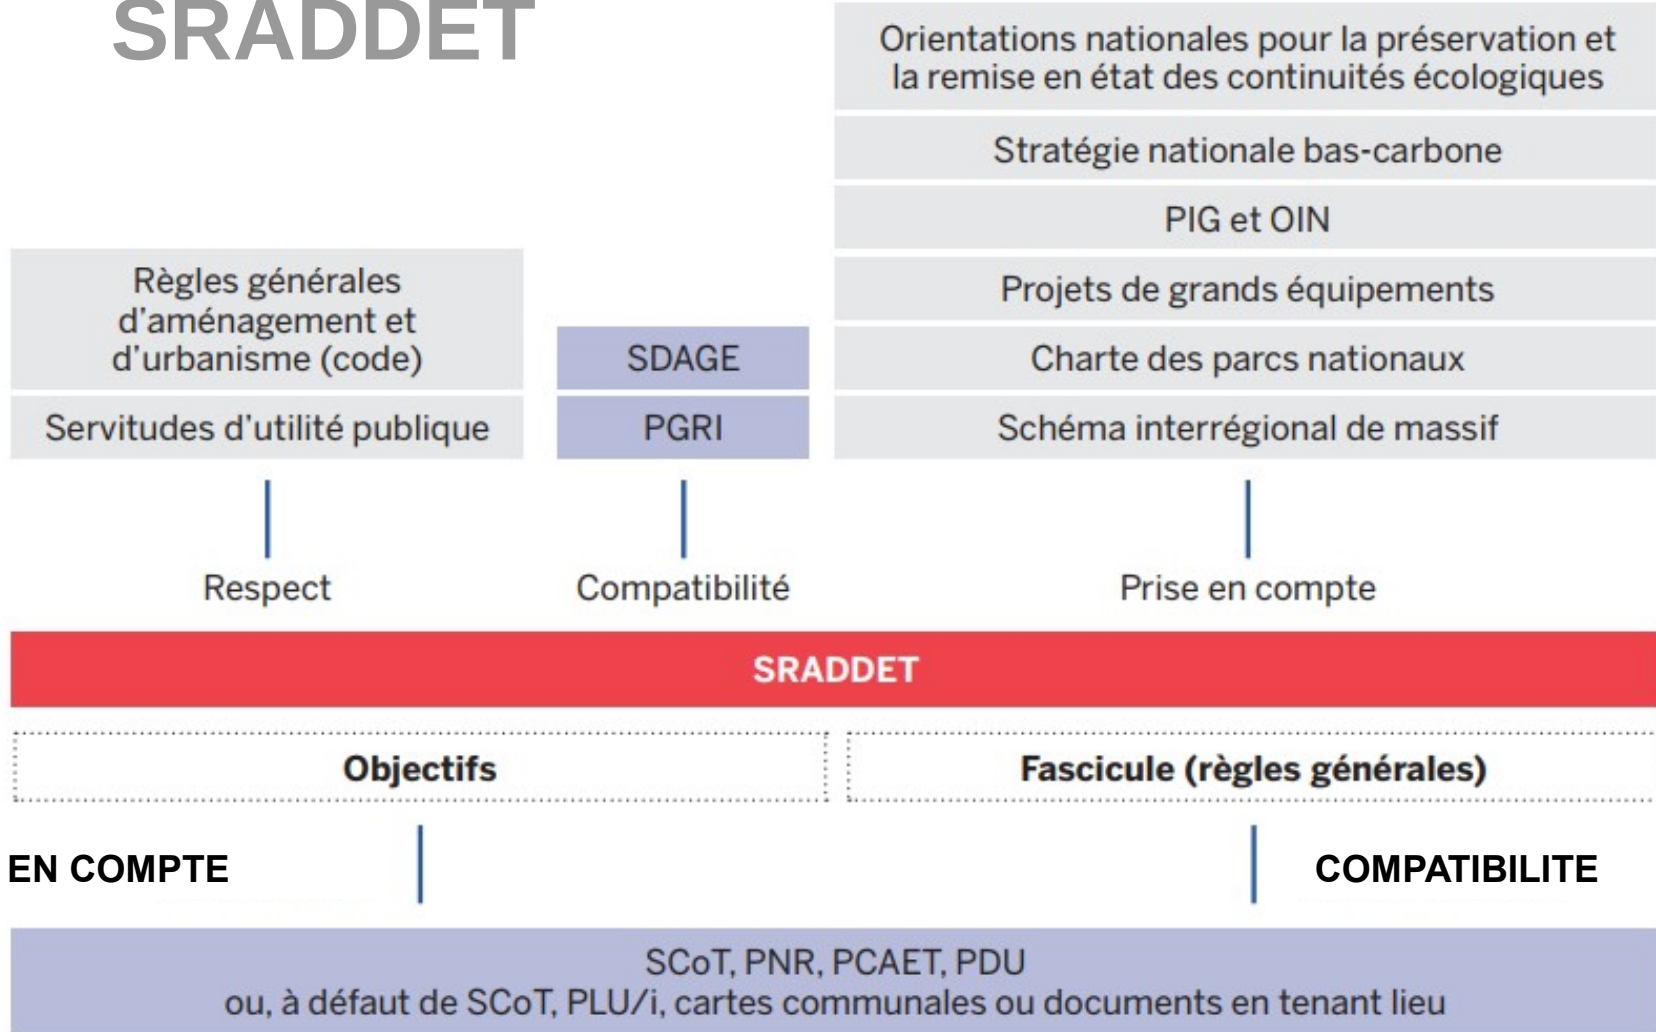 SRADDET
Orientations nationales pour la préservation et
la remise en état des continuités écologiques
Stratégie nationale bas-carbone
PIG et OIN
Projets de grands équipements
Charte des parcs nationaux
Schéma interrégional de massif
Règles générales
d'aménagement et
d'urbanisme (code)
Servitudes d'utilité publique
SDAGE
PGRI
Respect
Compatibilité
Prise en compte
SRADDET
Objectifs
Fascicule (règles générales)
EN COMPTE
COMPATIBILITE
SCoT, PNR, PCAET, PDU
ou, à défaut de SCoT, PLU/i, cartes communales ou documents en tenant lieu